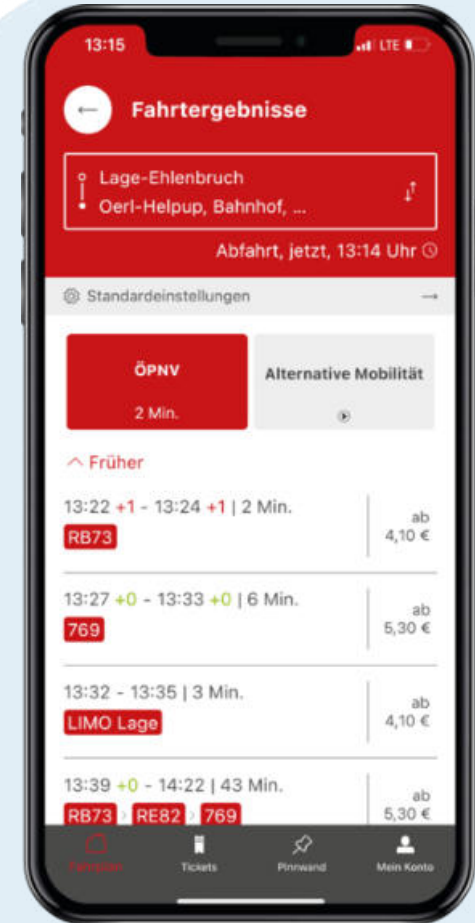 13:15
LTE
Fahrtergebnisse
Lage-Ehlenbruch
Oerl-Helpup, Bahnhof, ...
Abfahrt, jetzt, 13:14 Uhr
Standardeinstellungen
ÖPNV
Alternative Mobilität
2 Min.
Früher
13:22 +1 - 13:24 +1 | 2 Min.
ab
RB73
4,10 €
13:27 +0 - 13:33 +0 | 6 Min.
ab
769
5,30 €
13:32 - 13:35 | 3 Min.
ab
LIMO Lage
4,10 €
13:39 +0 - 14:22 | 43 Min.
ab
RB73 > RE82 > 769
5,30 €
Tickets
Pinnwand
Mein Konto